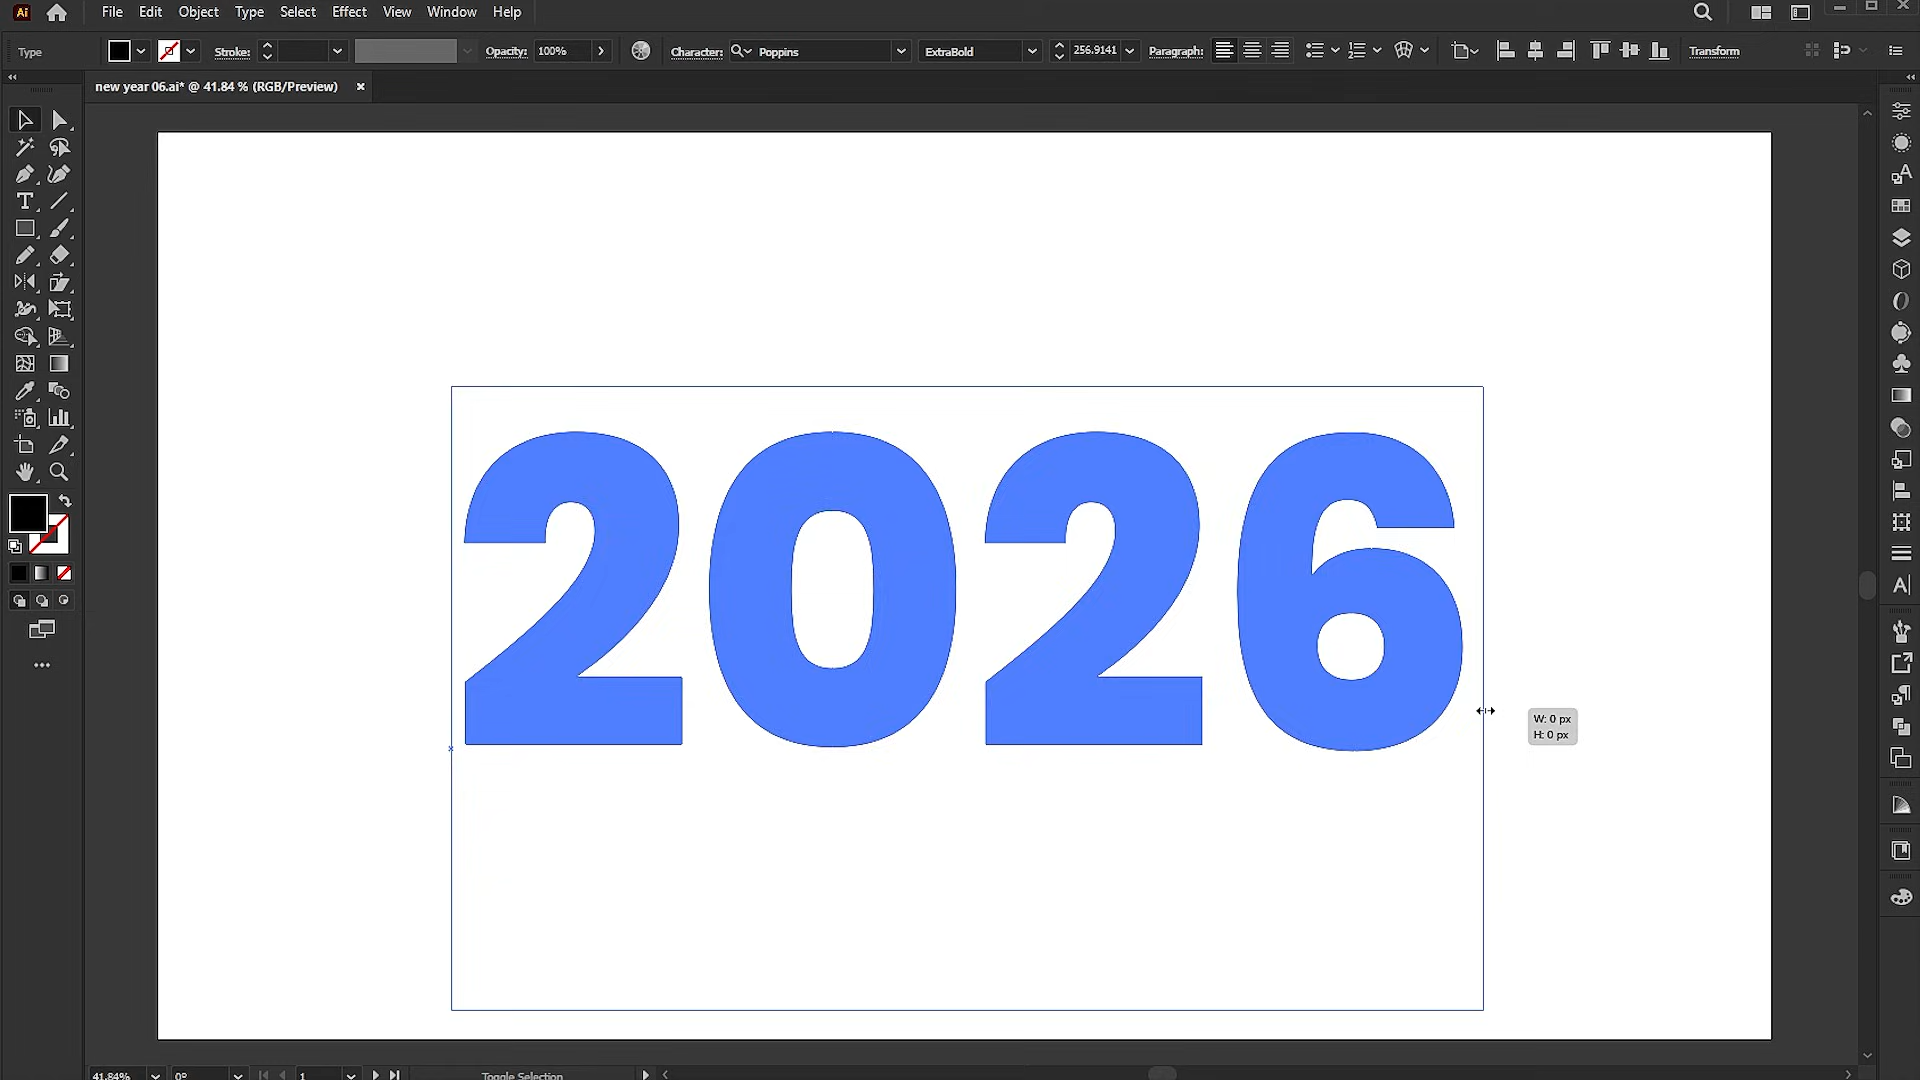 Ai File Edit Object Type Select Effect View Window Help
Type Stroke: Opacity: 100% Character: Poppins ExtraBold 256.9141 Paragraph: Transform
new year 06.ai* @ 41.84 % (RGB/Preview) ×
2026
W: 0 px
H: 0 px
41.84% 0° 1 Toggle Selection